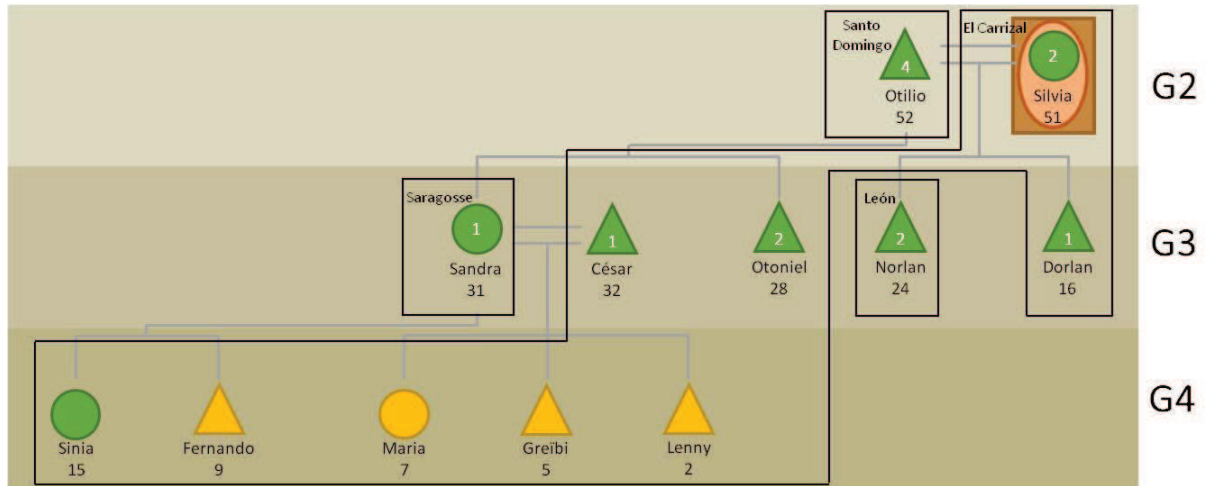 Santo
Domingo
El Carrizal
4
2
Otilio
Silvia
52
51
G2
Saragosse
León
1
1
2
2
1
Sandra
César
Otoniel
Norlan
Dorlan
31
32
28
24
16
G3
Sinia
Fernando
Maria
Greïbi
Lenny
15
9
7
5
2
G4